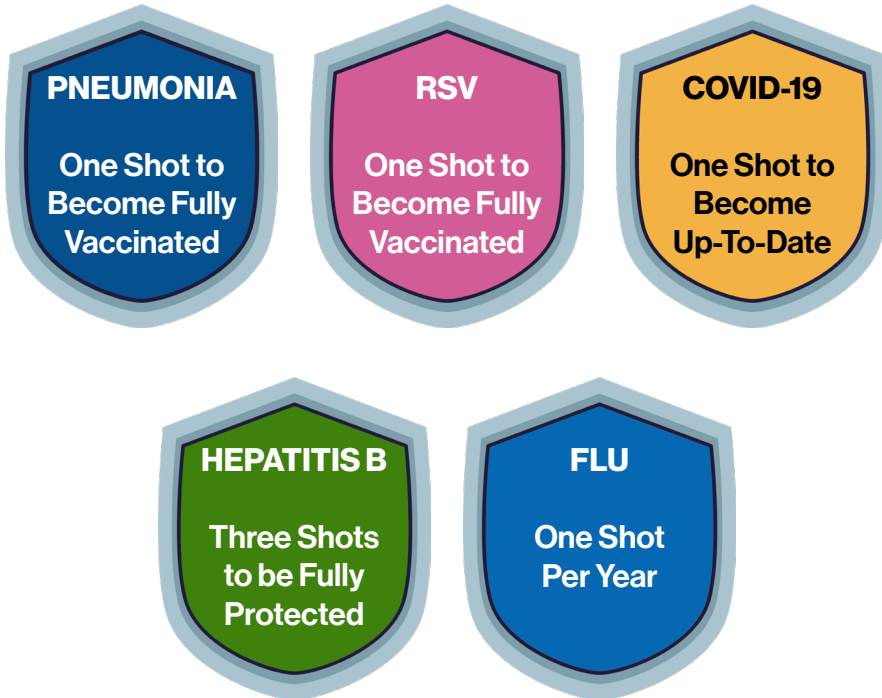 PNEUMONIA
One Shot to
Become Fully
Vaccinated
RSV
One Shot to
Become Fully
Vaccinated
COVID-19
One Shot to
Become
Up-To-Date
HEPATITIS B
Three Shots
to be Fully
Protected
FLU
One Shot
Per Year